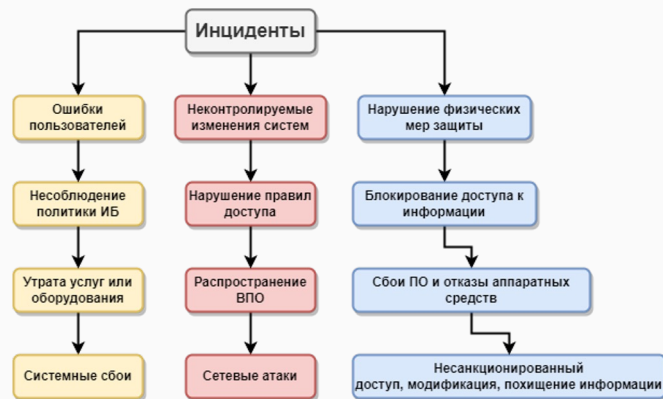 Инциденты
Ошибки
пользователей
Неконтролируемые
изменения систем
Нарушение физических
мер защиты
Несоблюдение
политики ИБ
Нарушение правил
доступа
Блокирование доступа к
информации
Утрата услуг или
оборудования
Распространение
ВПО
Сбои ПО и отказы аппаратных
средств
Системные сбои
Сетевые атаки
Несанкционированный
доступ, модификация, похищение информации